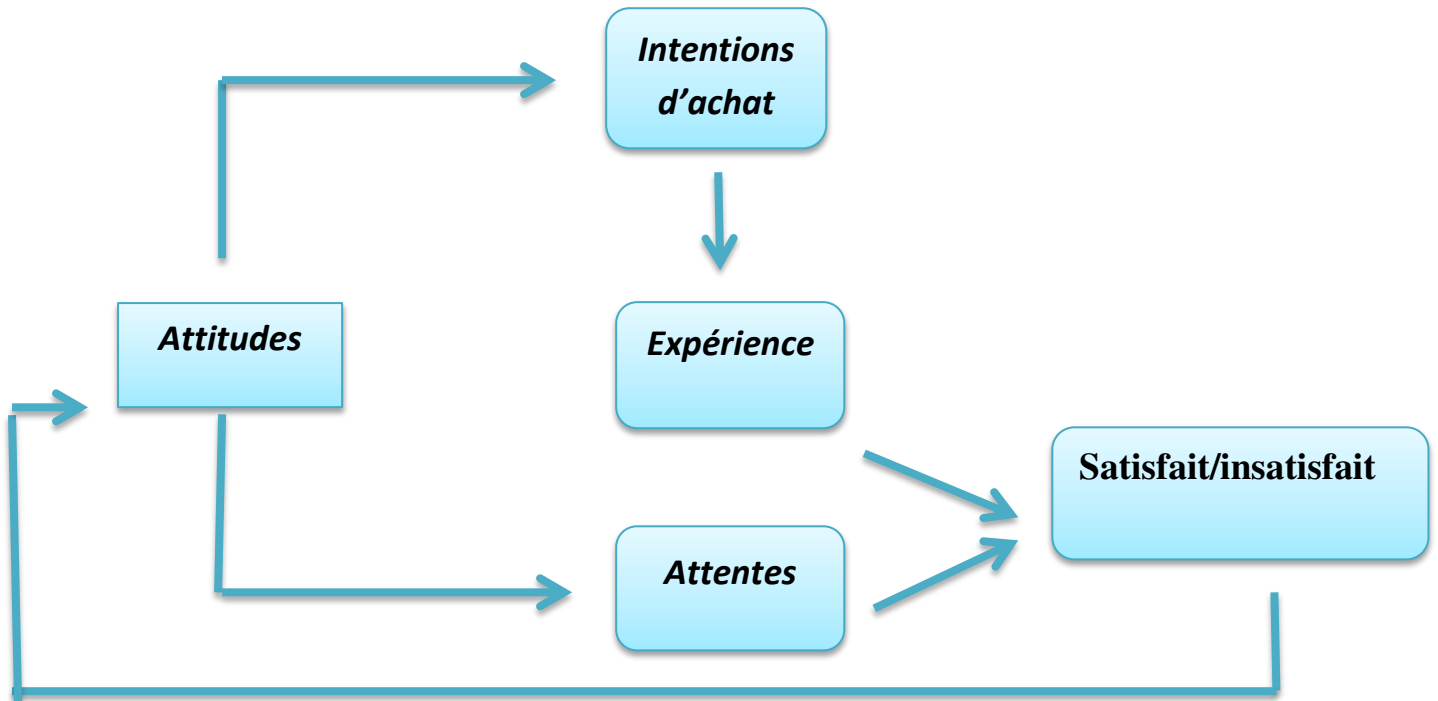 Intentions
d’achat
Attitudes
Expérience
Satisfait/insatisfait
Attentes